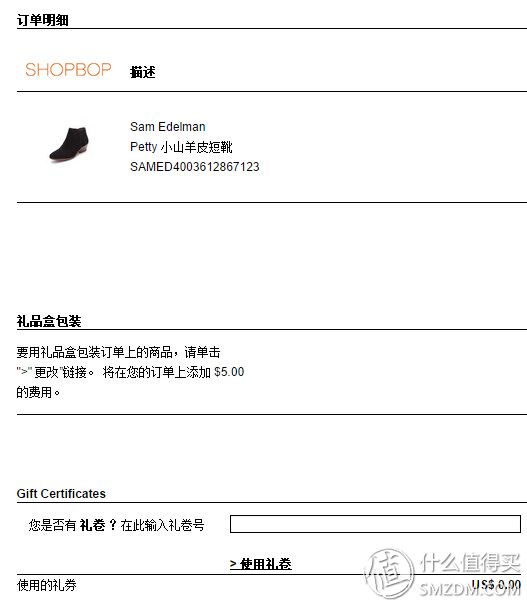 订单明细
SHOPBOP 描述
Sam Edelman
Petty 小山羊皮短靴
SAMED4003612867123
礼品盒包装
要用礼品盒包装订单上的商品，请单击
">" 更改"链接。 将在您的订单上添加 $5.00
的费用。
Gift Certificates
您是否有 礼卷 ？在此输入礼卷号
> 使用礼卷
使用的礼券 US$ 0.00
值 什么值得买
SMZDM.COM